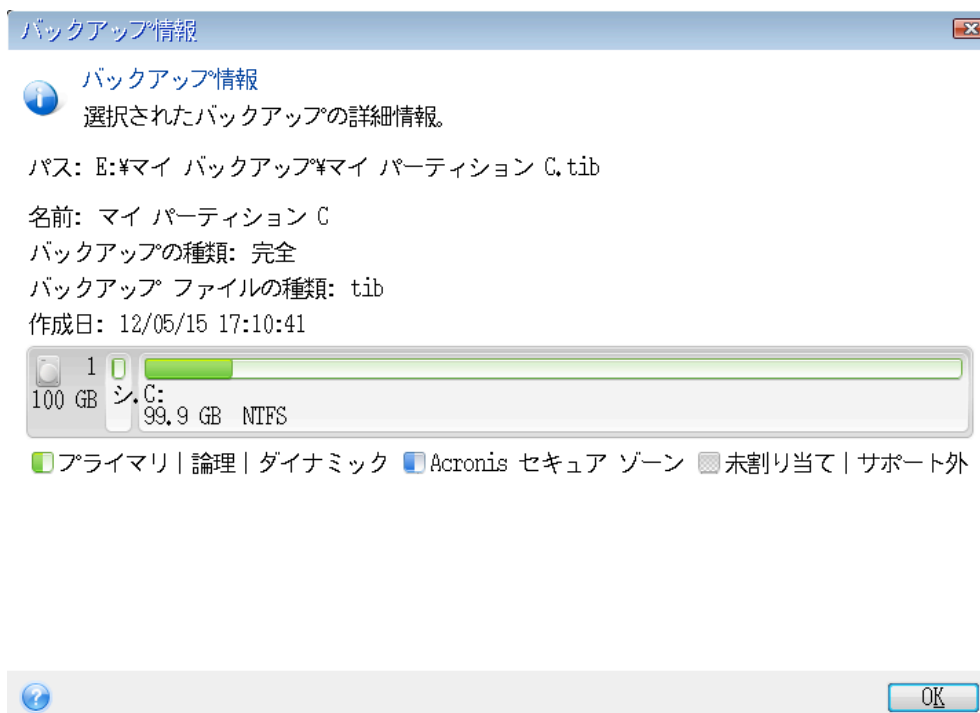 バックアップ情報
バックアップ情報
選択されたバックアップの詳細情報。
パス: E:¥マイ バックアップ¥マイ パーティション C.tib
名前: マイ パーティション C
バックアップの種類: 完全
バックアップ ファイルの種類: tib
作成日: 12/05/15 17:10:41
1
100 GB シ. C:
99.9 GB NTFS
プライマリ|論理|ダイナミック Acronis セキュア ゾーン 未割り当て|サポート外
OK